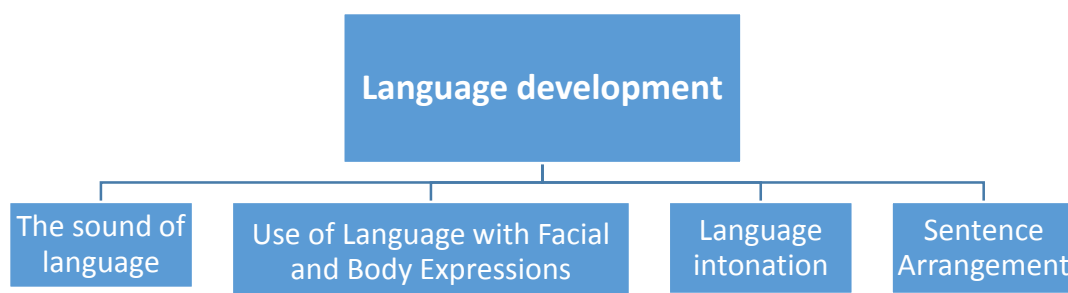 Language development
The sound of
language
Use of Language with Facial
and Body Expressions
Language
intonation
Sentence
Arrangement